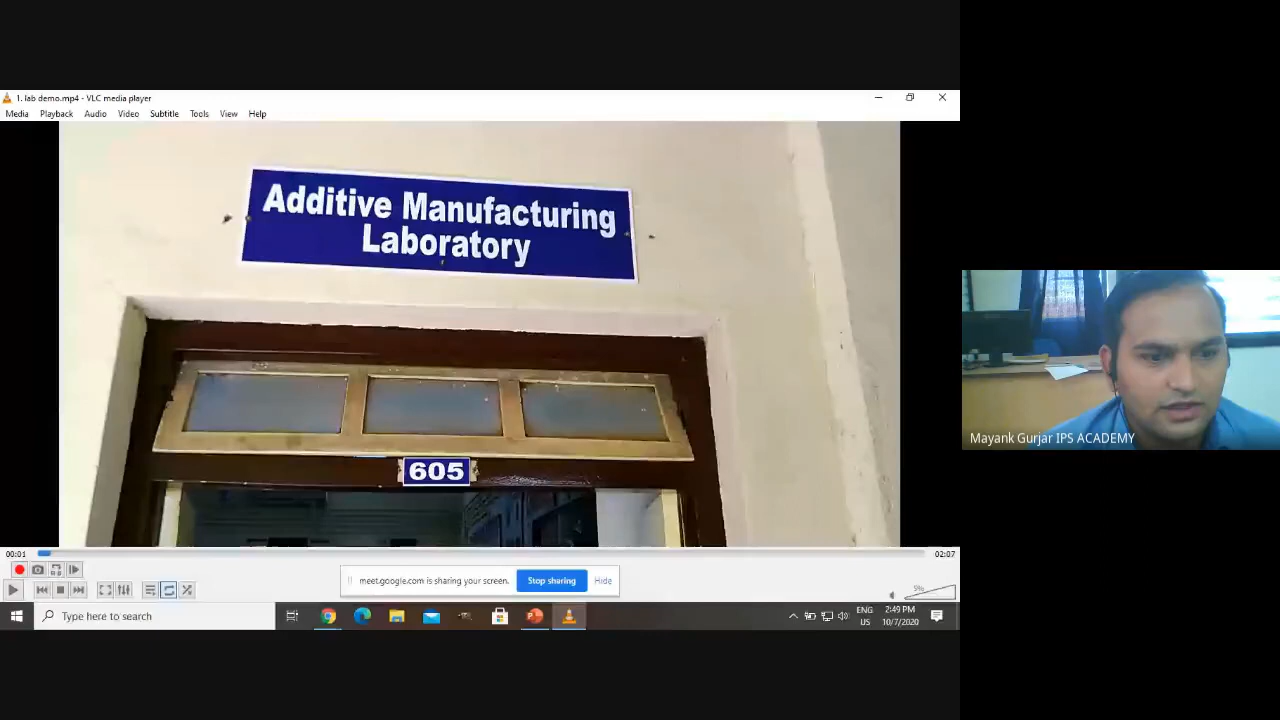 1. lab demo.mp4 - VLC media player
Media Playback Audio Video Subtitle Tools View Help
Additive Manufacturing
Laboratory
605
Mayank Gurjar IPS ACADEMY
00:01
02:07
meet.google.com is sharing your screen.
Stop sharing
Hide
9%
Type here to search
ENG
US
2:49 PM
10/7/2020